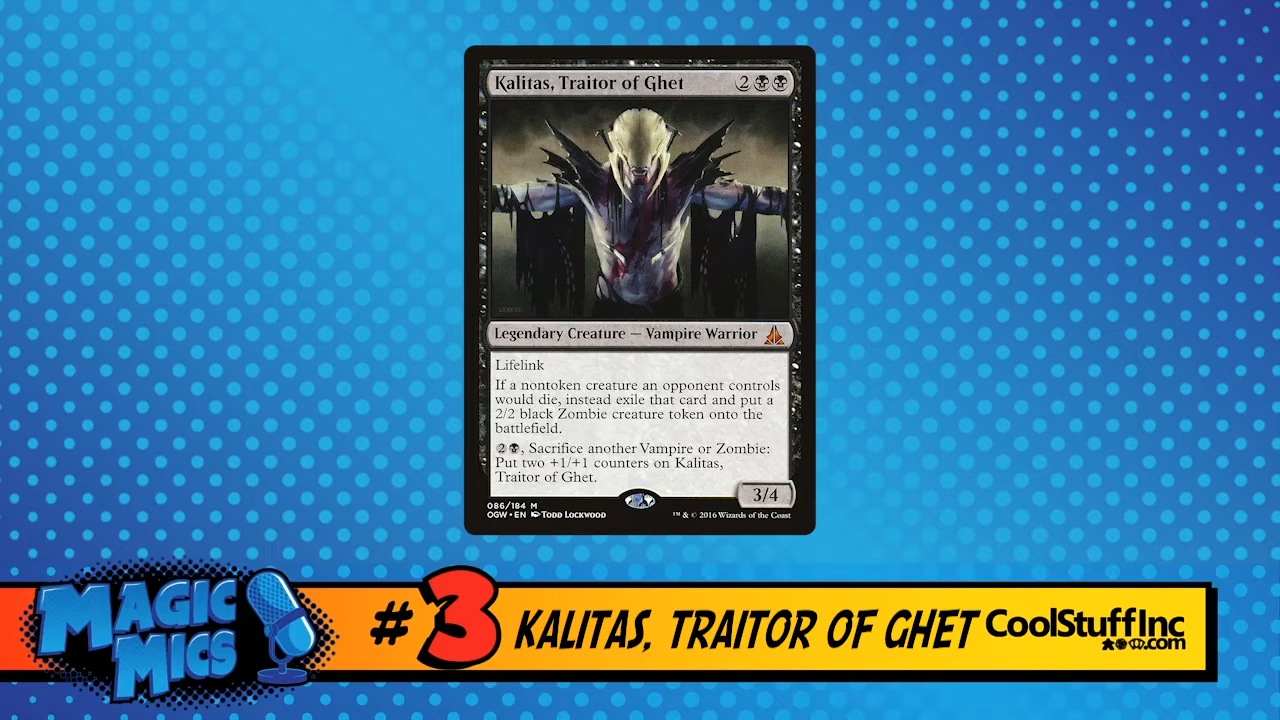 Kalitas, Traitor of Ghet 2
Legendary Creature — Vampire Warrior
Lifelink
If a nontoken creature an opponent controls
would die, instead exile that card and put a
2/2 black Zombie creature token onto the
battlefield.
2, Sacrifice another Vampire or Zombie:
Put two +1/+1 counters on Kalitas,
Traitor of Ghet.
3/4
086/184 M
OGW • EN Todd Lockwood
™ & © 2016 Wizards of the Coast
MAGIC
MICS
#3 KALITAS, TRAITOR OF GHET
CoolStuffInc
.com